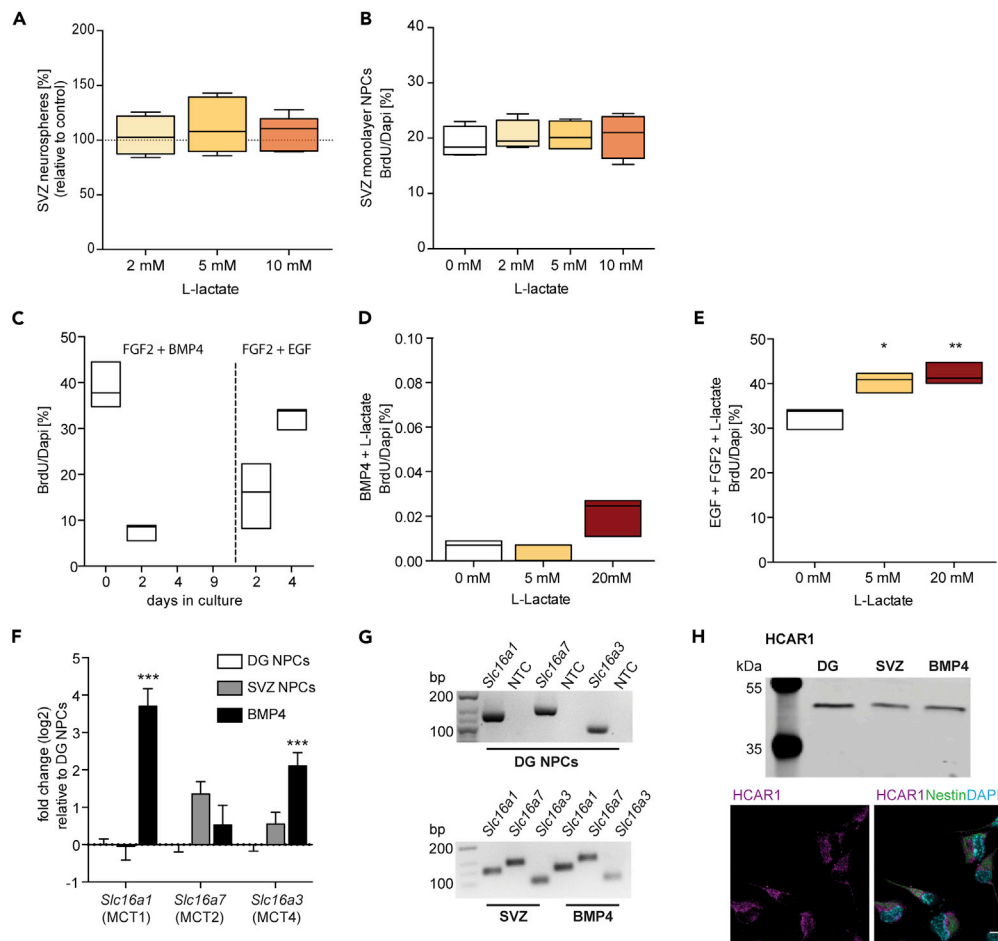 A
SVZ neurospheres [%]
(relative to control)
200
150
100
50
0
2 mM 5 mM 10 mM
L-lactate
B
SVZ monolayer NPCs
BrdU/Dapi [%]
40
30
20
10
0
0 mM 2 mM 5 mM 10 mM
L-lactate
C
BrdU/Dapi [%]
FGF2 + BMP4 FGF2 + EGF
50
40
30
20
10
0
0 2 4 9 2 4
days in culture
D
BMP4 + L-lactate
BrdU/Dapi [%]
0.10
0.08
0.06
0.04
0.02
0.00
0 mM 5 mM 20mM
L-Lactate
E
EGF + FGF2 + L-lactate
BrdU/Dapi [%]
* **
50
40
30
20
10
0
0 mM 5 mM 20 mM
L-Lactate
F
fold change (log2)
relative to DG NPCs
DG NPCs
SVZ NPCs
BMP4
*** ***
5
4
3
2
1
0
-1
Slc16a1 Slc16a7 Slc16a3
(MCT1) (MCT2) (MCT4)
G
bp
Slc16a1 NTC Slc16a7 NTC Slc16a3 NTC
200
100
DG NPCs
bp
Slc16a1 Slc16a7 Slc16a3 Slc16a1 Slc16a7 Slc16a3
200
100
SVZ BMP4
H
HCAR1
kDa DG SVZ BMP4
55
35
HCAR1
HCAR1NestinDAPI